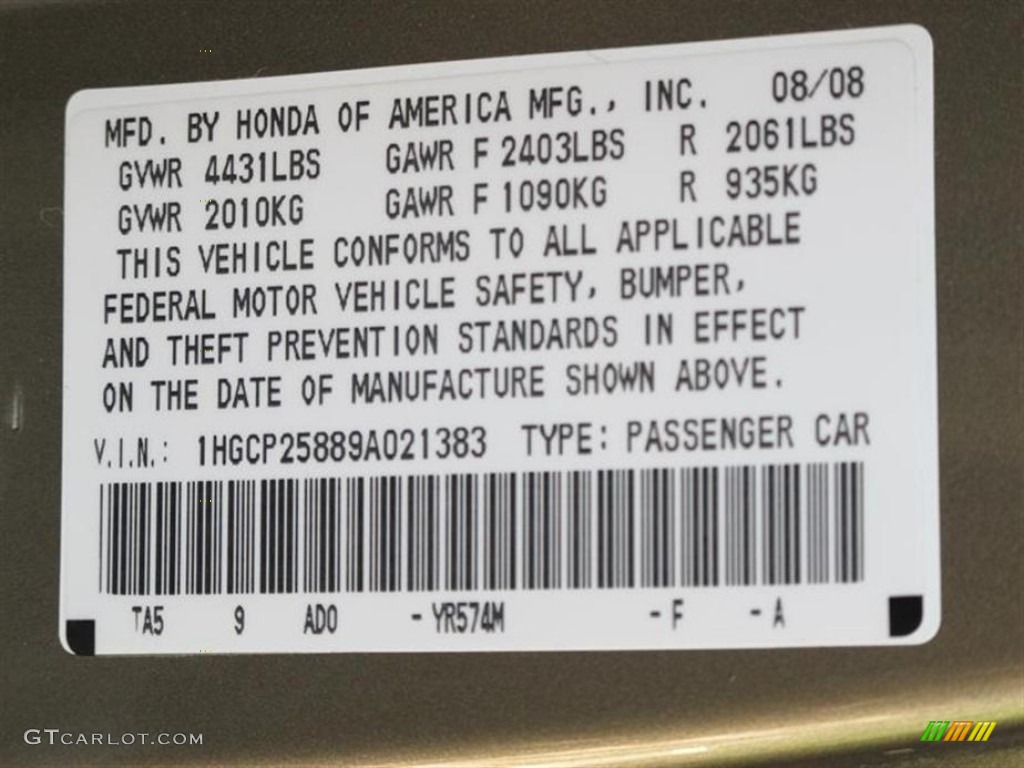 MFD. BY HONDA OF AMERICA MFG., INC. 08/08
GVWR 4431LBS GAWR F 2403LBS R 2061LBS
GVWR 2010KG GAWR F 1090KG R 935KG
THIS VEHICLE CONFORMS TO ALL APPLICABLE
FEDERAL MOTOR VEHICLE SAFETY, BUMPER,
AND THEFT PREVENTION STANDARDS IN EFFECT
ON THE DATE OF MANUFACTURE SHOWN ABOVE.
V.I.N.: 1HGCP25889A021383 TYPE: PASSENGER CAR
TA5 9 AD0 -YR574M -F -A
GTCARLOT.COM